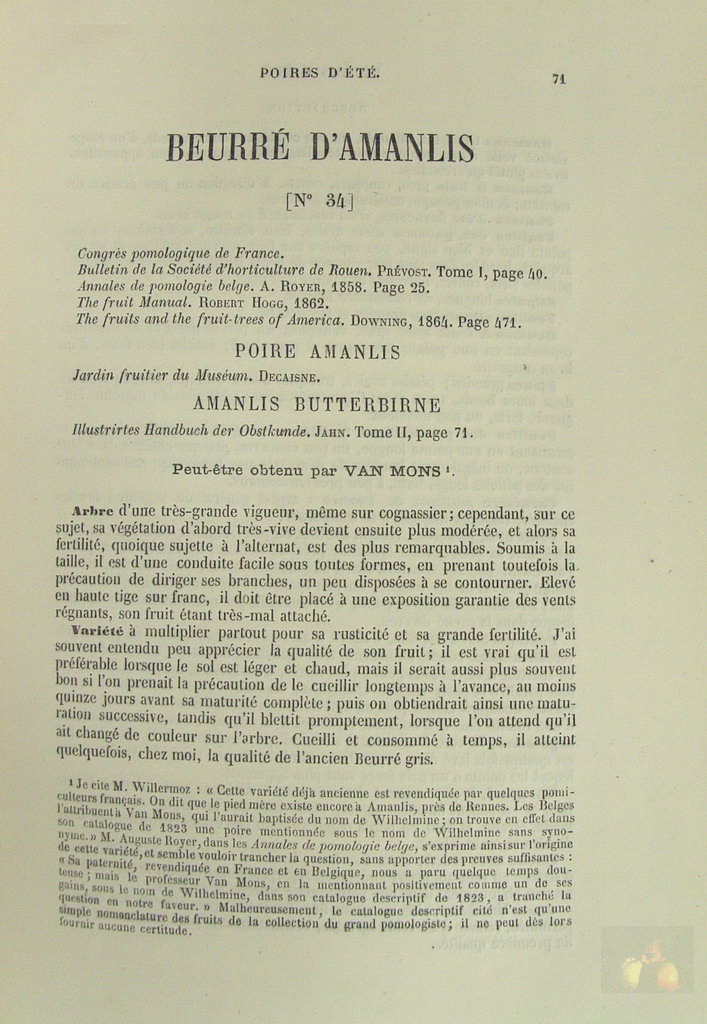 POIRES D'ÉTÉ.
71
BEURRÉ D'AMANLIS
[N° 34]
Congrès pomologique de France.
Bulletin de la Société d'horticulture de Rouen. PRÉVOST. Tome I, page 40.
Annales de pomologie belge. A. ROYER, 1858. Page 25.
The fruit Manual. ROBERT HOGG, 1862.
The fruits and the fruit-trees of America. DOWNING, 1864. Page 471.
POIRE AMANLIS
Jardin fruitier du Muséum. DECAISNE.
AMANLIS BUTTERBIRNE
Illustrirtes Handbuch der Obstkunde. JAHN. Tome II, page 71.
Peut-être obtenu par VAN MONS ¹.
Arbre d'une très-grande vigueur, même sur cognassier; cependant, sur ce
sujet, sa végétation d'abord très-vive devient ensuite plus modérée, et alors sa
fertilité, quoique sujette à l'alternat, est des plus remarquables. Soumis à la
taille, il est d'une conduite facile sous toutes formes, en prenant toutefois la
précaution de diriger ses branches, un peu disposées à se contourner. Elevé
en haute tige sur franc, il doit être placé à une exposition garantie des vents
régnants, son fruit étant très-mal attaché.
Variété à multiplier partout pour sa rusticité et sa grande fertilité. J'ai
souvent entendu peu apprécier la qualité de son fruit; il est vrai qu'il est
préférable lorsque le sol est léger et chaud, mais il serait aussi plus souvent
bon si l'on prenait la précaution de le cueillir longtemps à l'avance, au moins
quinze jours avant sa maturité complète; puis on obtiendrait ainsi une matu-
ration successive, tandis qu'il blettit promptement, lorsque l'on attend qu'il
ait changé de couleur sur l'arbre. Cueilli et consommé à temps, il atteint
quelquefois, chez moi, la qualité de l'ancien Beurré gris.
¹ Je cite M. Willermoz : « Cette variété déjà ancienne est revendiquée par quelques pomi-
culteurs français. On dit que le pied mère existe encore à Amanlis, près de Rennes. Les Belges
l'attribuent à Van Mons, qui l'aurait baptisée du nom de Wilhelmine; on trouve en effet dans
son catalogue de 1823 une poire mentionnée sous le nom de Wilhelmine sans syno-
nyme. » M. Auguste Royer, dans les Annales de pomologie belge, s'exprime ainsi sur l'origine
de cette variété, et semble vouloir trancher la question, sans apporter des preuves suffisantes :
« Sa paternité, revendiquée en France et en Belgique, nous a paru quelque temps dou-
teuse; mais le professeur Van Mons, en la mentionnant positivement comme un de ses
gains, sous le nom de Wilhelmine, dans son catalogue descriptif de 1823, a tranché la
question en notre faveur. » Malheureusement, le catalogue descriptif cité n'est qu'une
simple nomenclature des fruits de la collection du grand pomologiste; il ne peut dès lors
fournir aucune certitude.